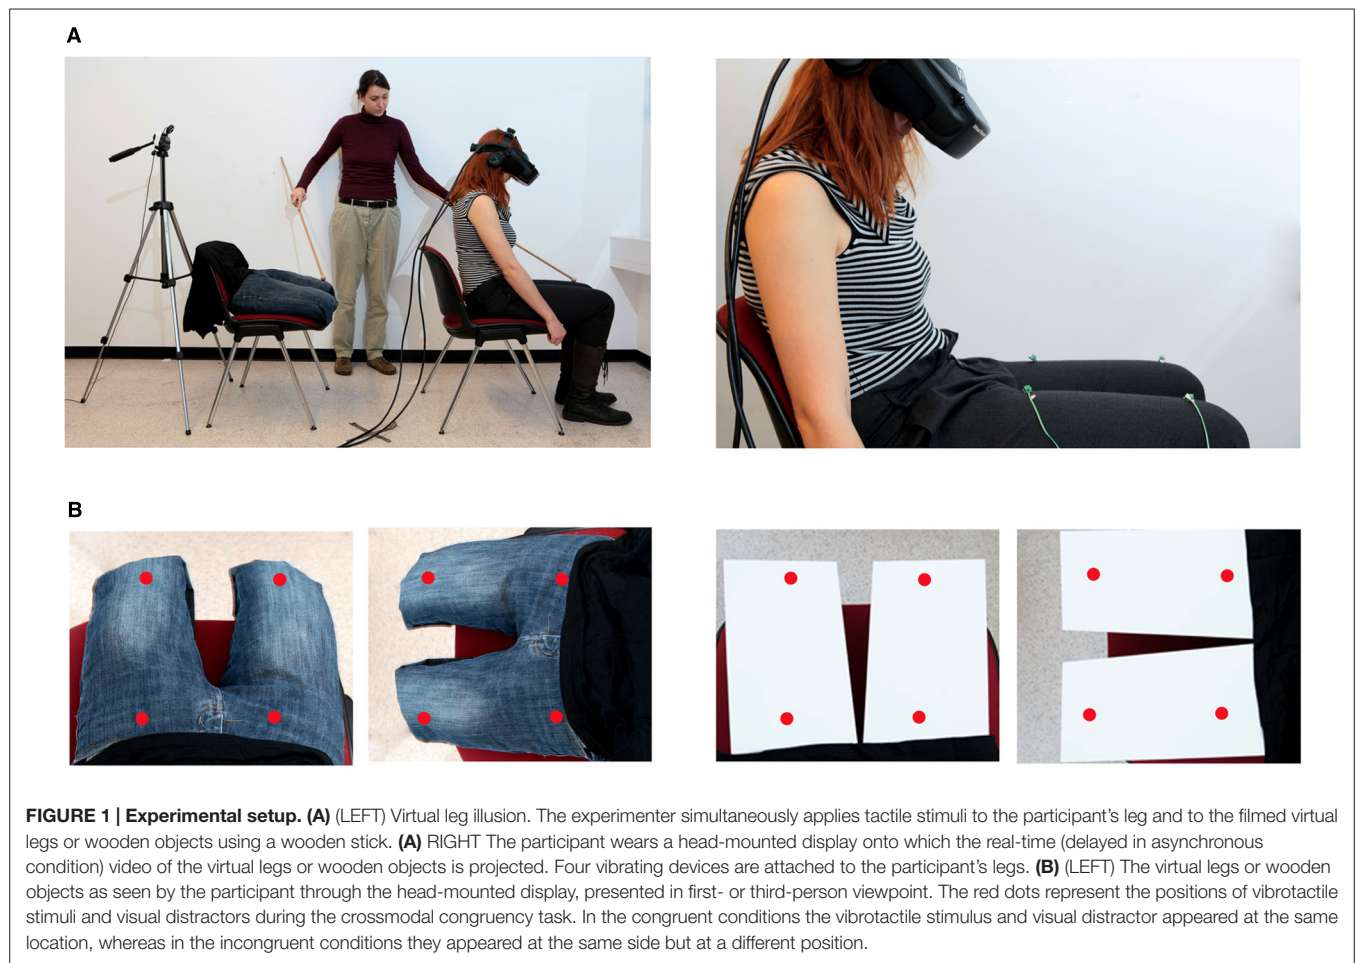 A
B
FIGURE 1 | Experimental setup. (A) (LEFT) Virtual leg illusion. The experimenter simultaneously applies tactile stimuli to the participant's leg and to the filmed virtual
legs or wooden objects using a wooden stick. (A) RIGHT The participant wears a head-mounted display onto which the real-time (delayed in asynchronous
condition) video of the virtual legs or wooden objects is projected. Four vibrating devices are attached to the participant's legs. (B) (LEFT) The virtual legs or wooden
objects as seen by the participant through the head-mounted display, presented in first- or third-person viewpoint. The red dots represent the positions of vibrotactile
stimuli and visual distractors during the crossmodal congruency task. In the congruent conditions the vibrotactile stimulus and visual distractor appeared at the same
location, whereas in the incongruent conditions they appeared at the same side but at a different position.